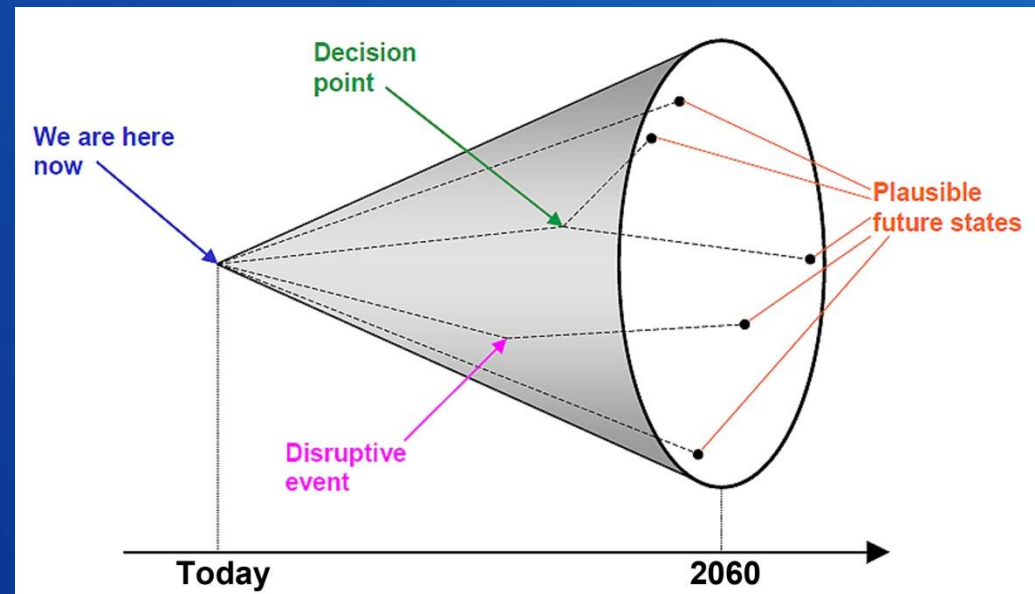 Decision
point
We are here
now
Plausible
future states
Disruptive
event
Today
2060